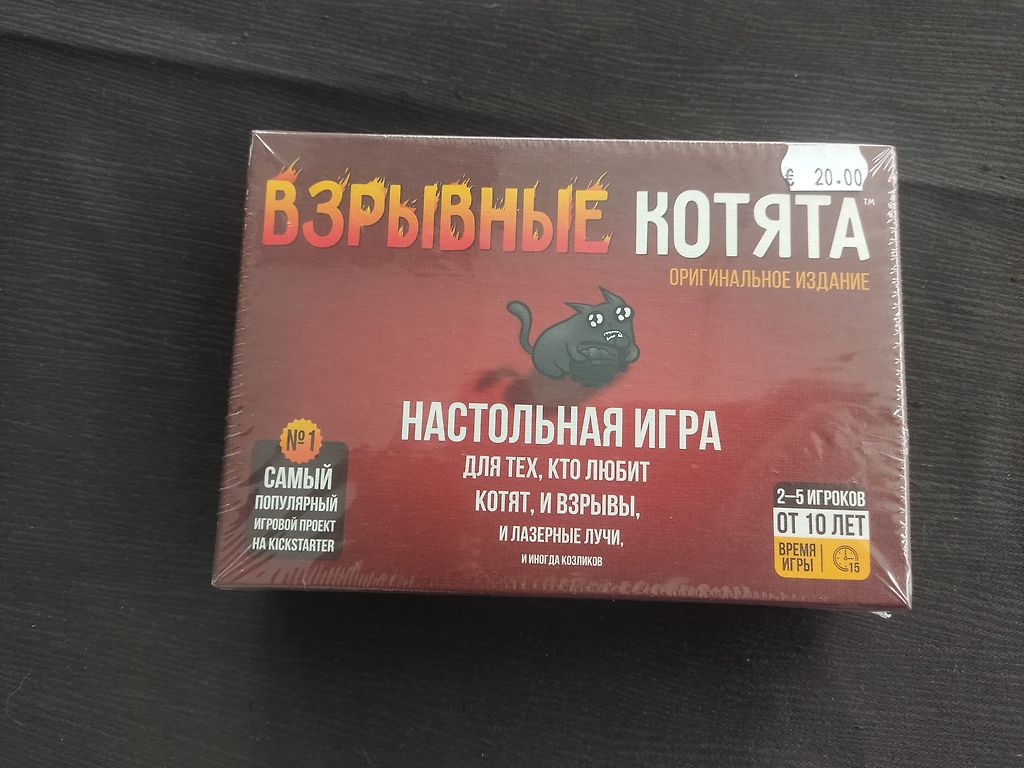 € 20.00
ВЗРЫВНЫЕ КОТЯТА™
ОРИГИНАЛЬНОЕ ИЗДАНИЕ
НАСТОЛЬНАЯ ИГРА
ДЛЯ ТЕХ, КТО ЛЮБИТ
КОТЯТ, И ВЗРЫВЫ,
И ЛАЗЕРНЫЕ ЛУЧИ,
И ИНОГДА КОЗЛИКОВ
№1
САМЫЙ
ПОПУЛЯРНЫЙ
ИГРОВОЙ ПРОЕКТ
НА KICKSTARTER
2–5 ИГРОКОВ
ОТ 10 ЛЕТ
ВРЕМЯ
ИГРЫ
15